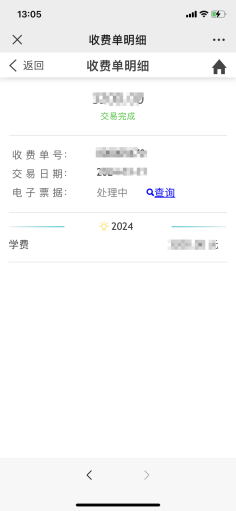 13:05
收费单明细
返回 收费单明细
交易完成
收费单号：
交易日期：
电子票据： 处理中 查询
2024
学费